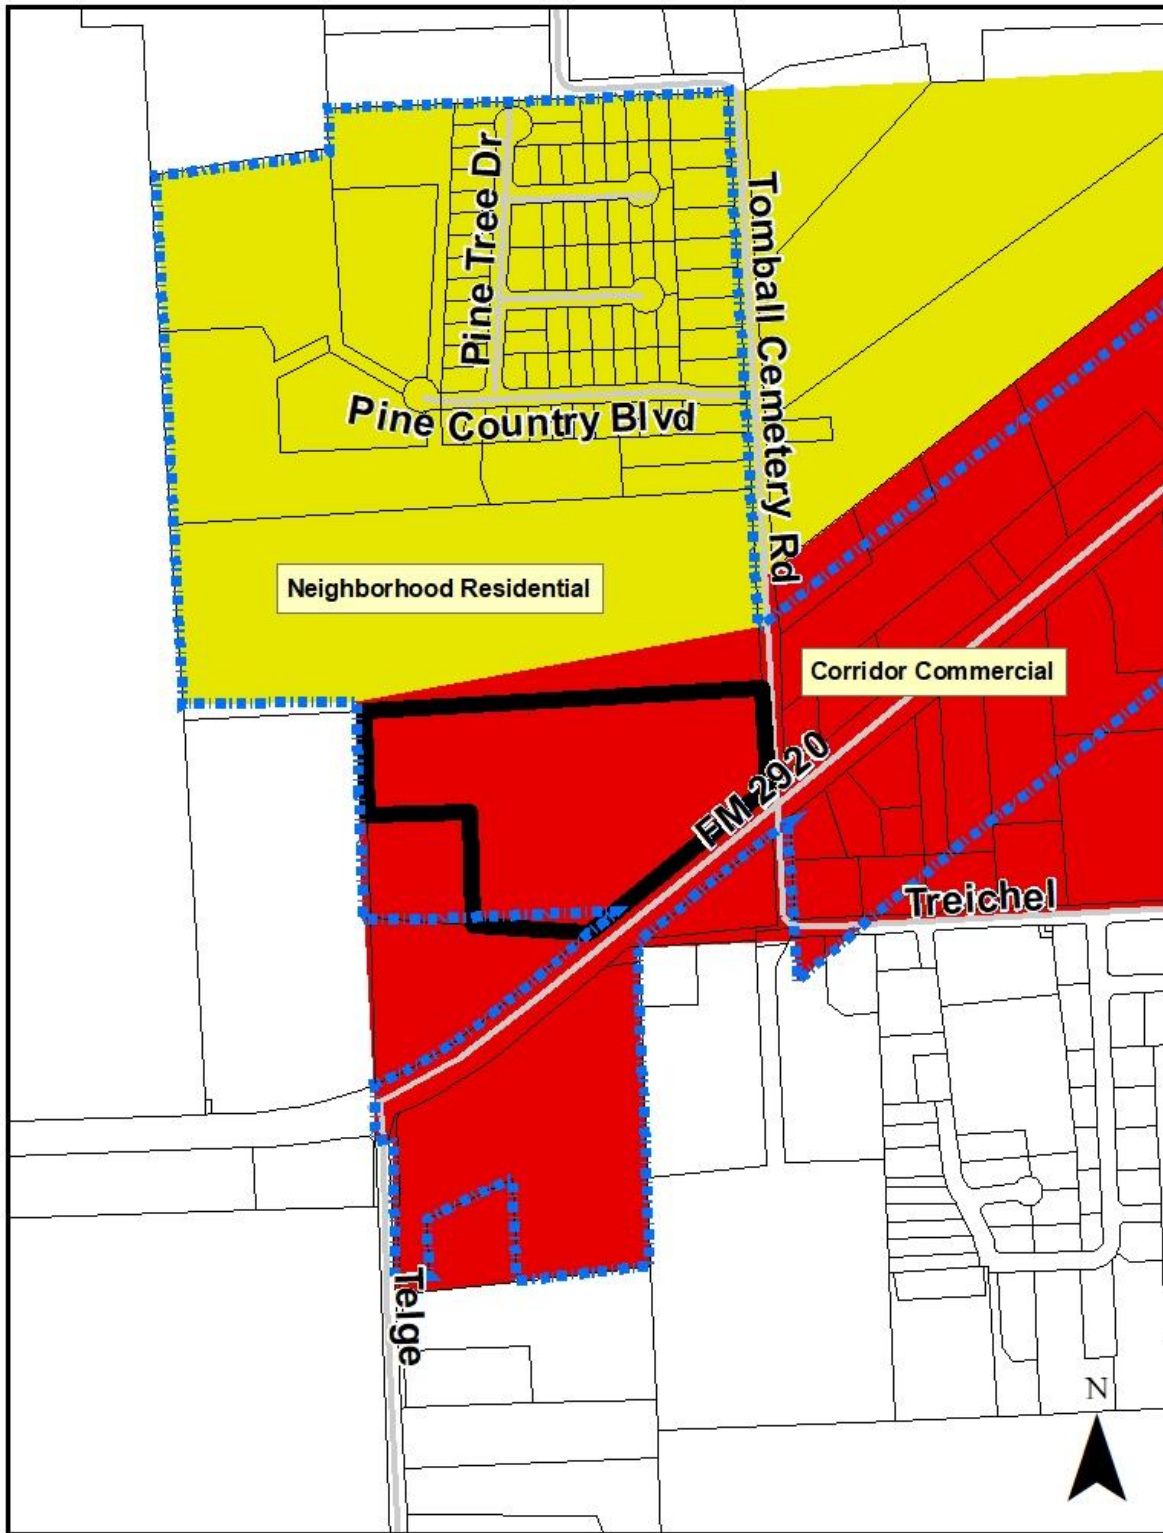 Pine Tree Dr
Tomball Cemetery Rd
Pine Country Blvd
Neighborhood Residential
Corridor Commercial
FM 2920
Treichel
Telge
N